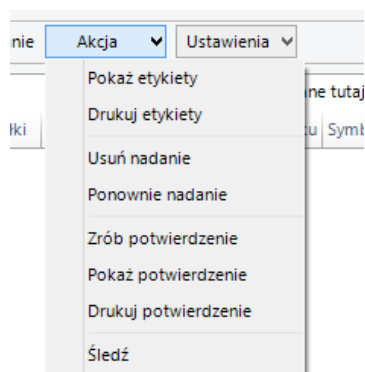 nie Akcja Ustawienia
Pokaż etykiety
ne tutaj
Drukuj etykiety
łki u Symb
Usuń nadanie
Ponownie nadanie
Zrób potwierdzenie
Pokaż potwierdzenie
Drukuj potwierdzenie
Śledź